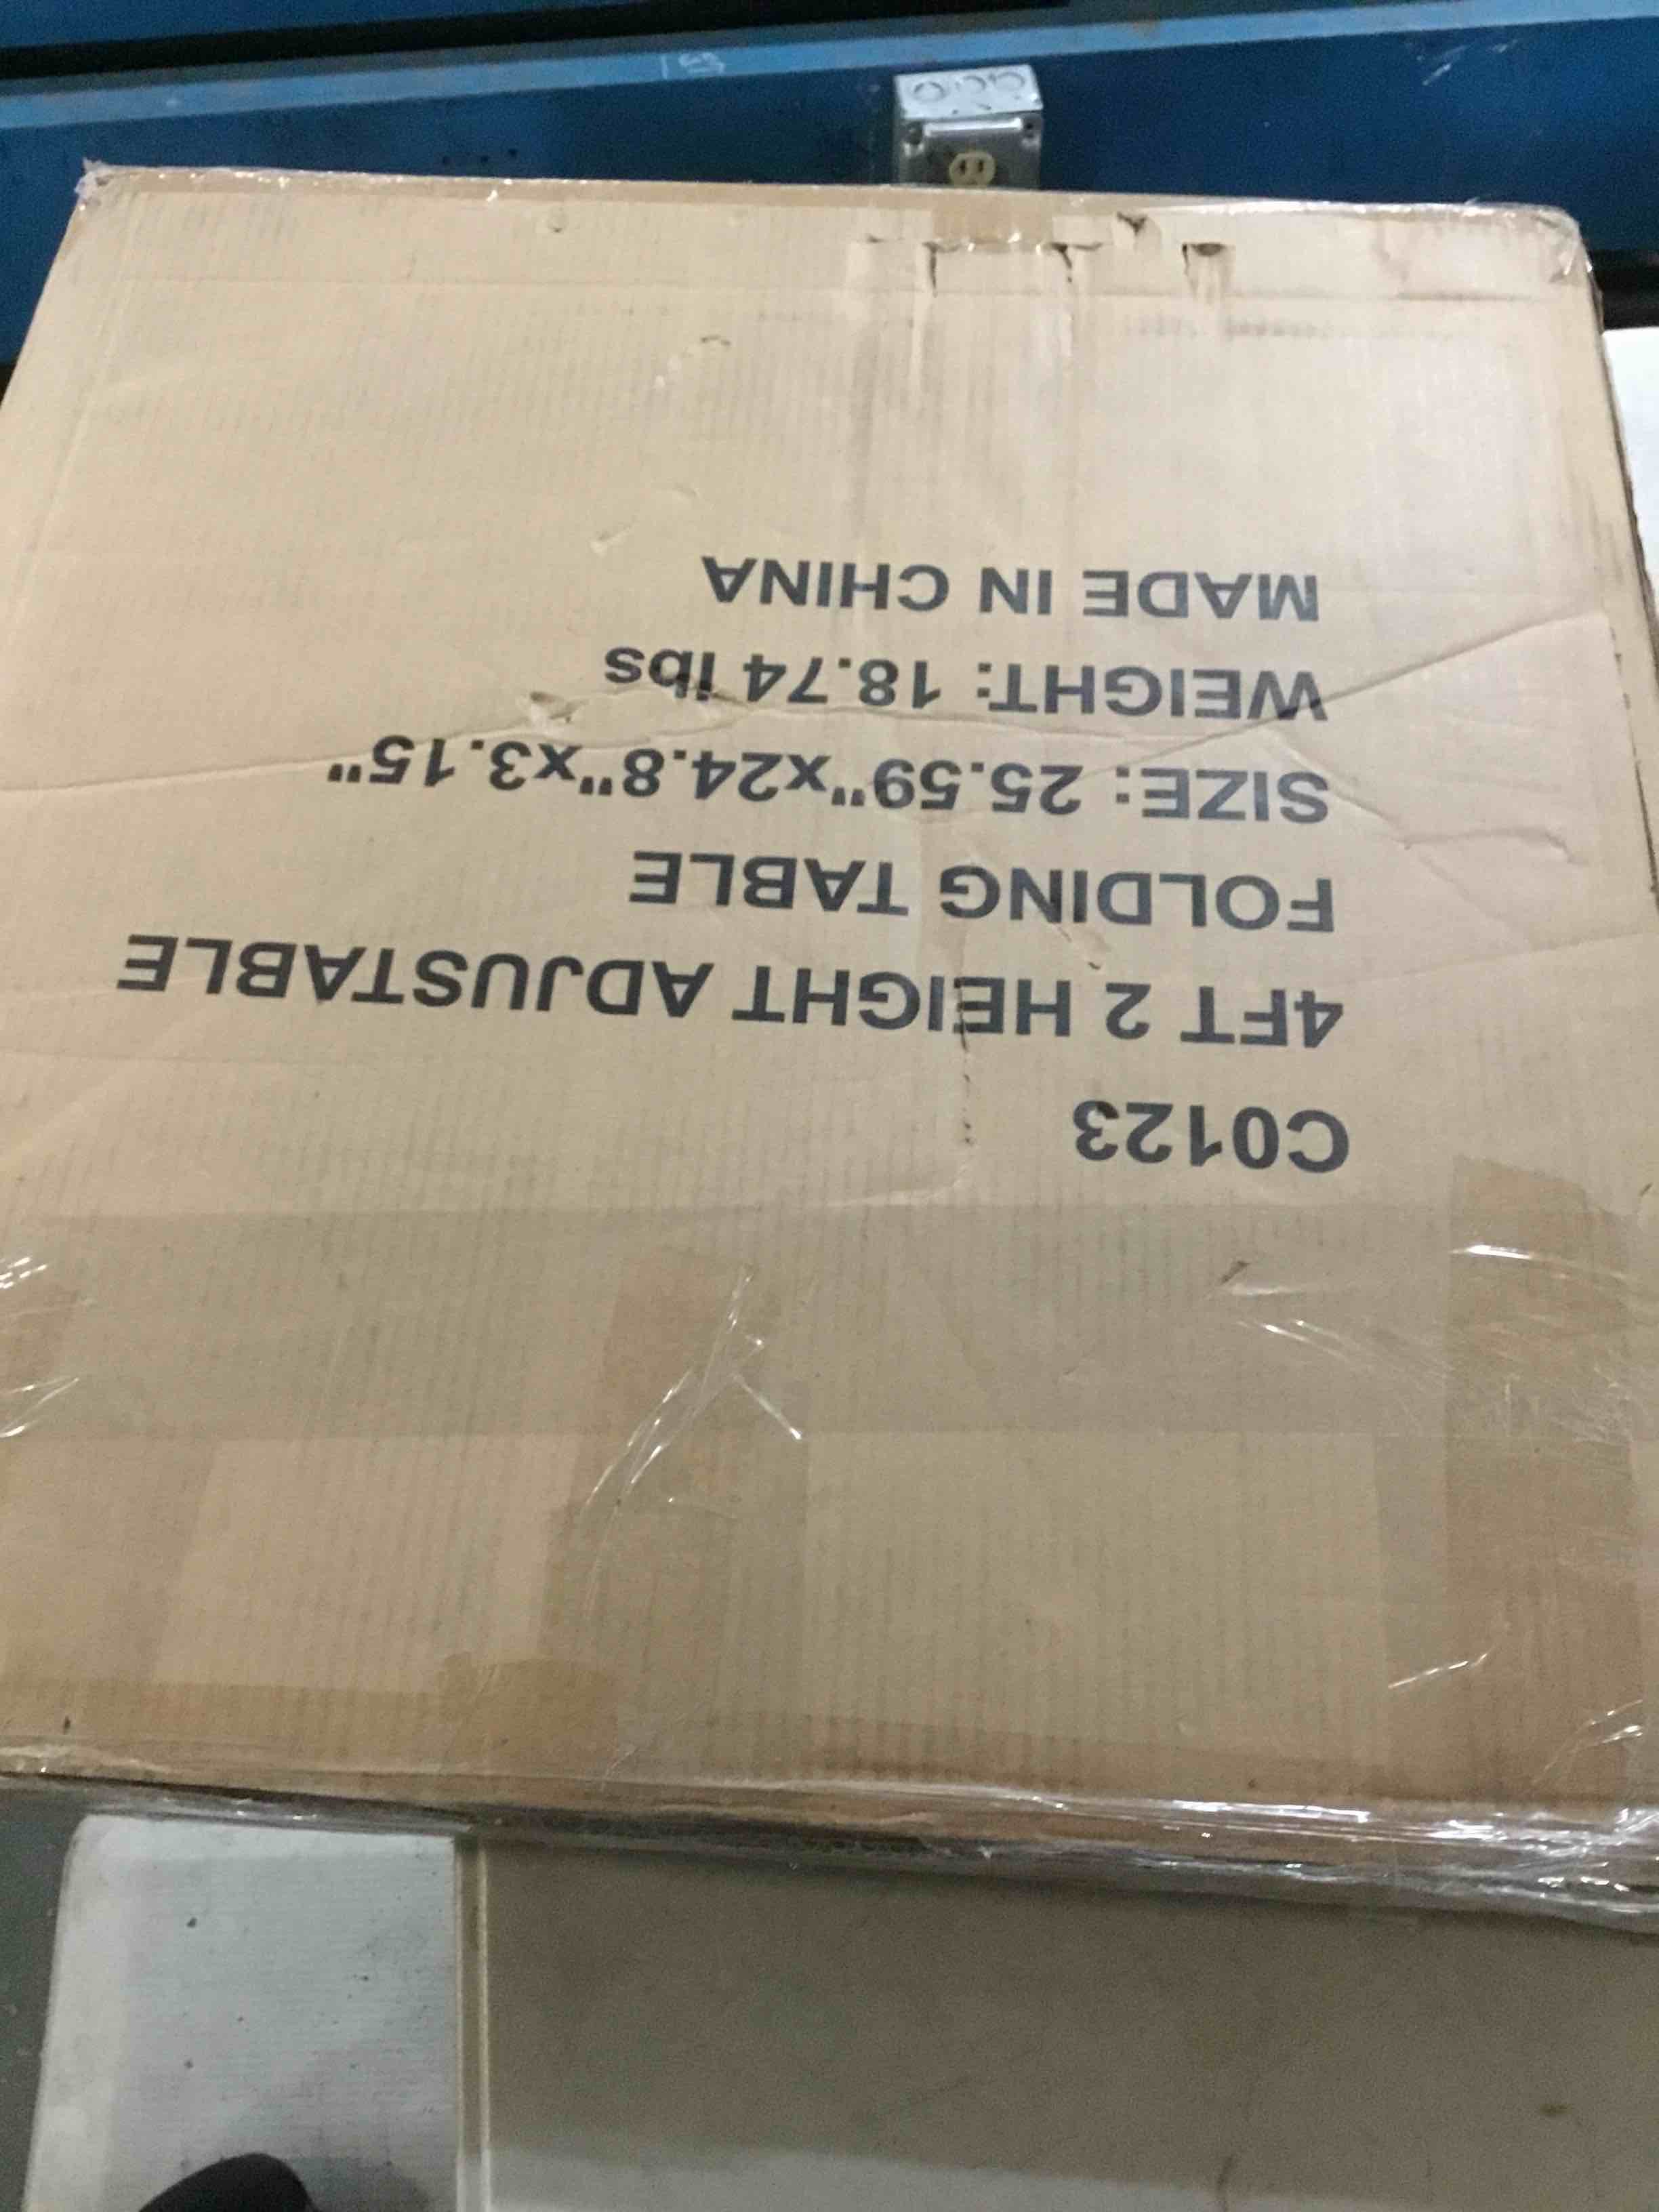 C0123
4FT 2 HEIGHT ADJUSTABLE
FOLDING TABLE
SIZE: 25.59"x24.8"x3.15"
WEIGHT: 18.74 lbs
MADE IN CHINA